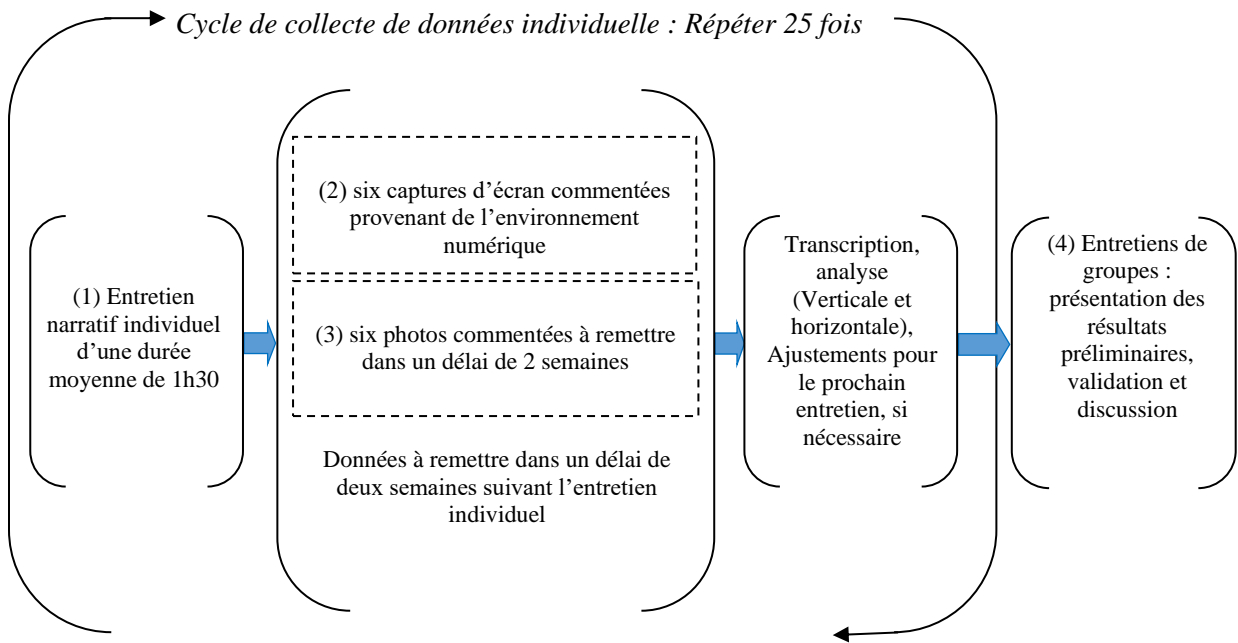 Cycle de collecte de données individuelle : Répéter 25 fois
(1) Entretien
narratif individuel
d’une durée
moyenne de 1h30
(2) six captures d’écran commentées
provenant de l’environnement
numérique
(3) six photos commentées à remettre
dans un délai de 2 semaines
Données à remettre dans un délai de
deux semaines suivant l’entretien
individuel
Transcription,
analyse
(Verticale et
horizontale),
Ajustements pour
le prochain
entretien, si
nécessaire
(4) Entretiens de
groupes :
présentation des
résultats
préliminaires,
validation et
discussion